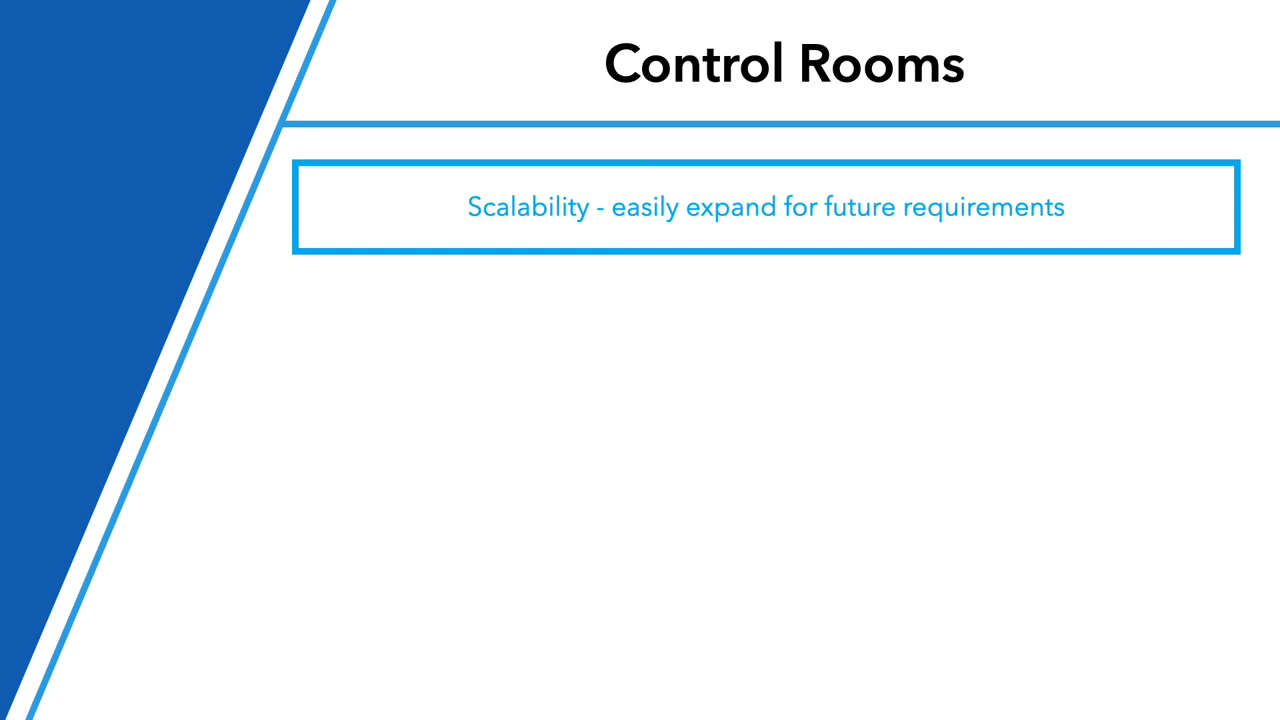 Control Rooms
Scalability - easily expand for future requirements